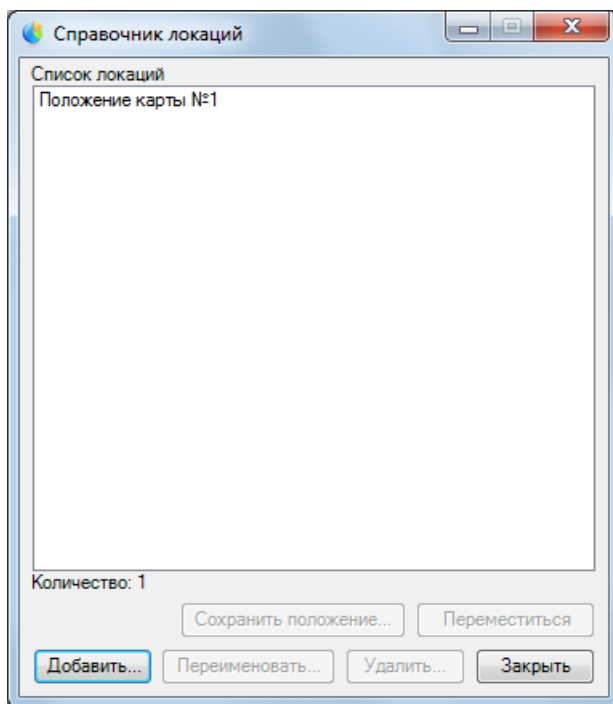 Справочник локаций
Список локаций
Положение карты №1
Количество: 1
Сохранить положение... Переместиться
Добавить... Переименовать... Удалить... Закрыть